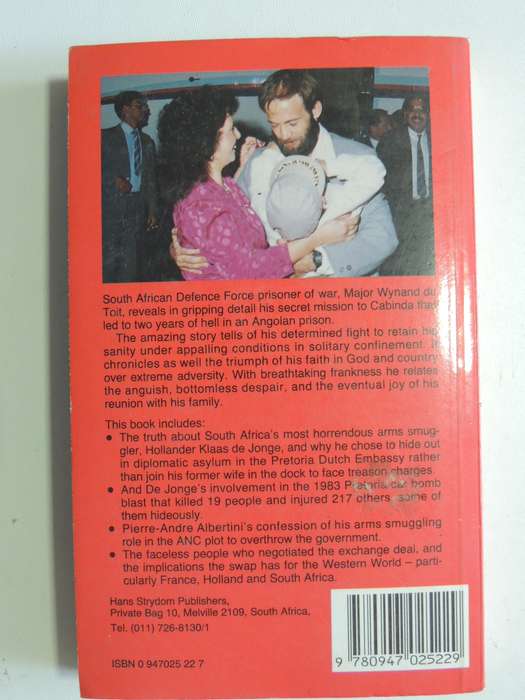 South African Defence Force prisoner of war, Major Wynand du
Toit, reveals in gripping detail his secret mission to Cabinda that
led to two years of hell in an Angolan prison.
The amazing story tells of his determined fight to retain his
sanity under appalling conditions in solitary confinement. It
chronicles as well the triumph of his faith in God and country
over extreme adversity. With breathtaking frankness he relates
the anguish, bottomless despair, and the eventual joy of his
reunion with his family.
This book includes:
● The truth about South Africa's most horrendous arms smug-
gler, Hollander Klaas de Jonge, and why he chose to hide out
in diplomatic asylum in the Pretoria Dutch Embassy rather
than join his former wife in the dock to face treason charges.
● And De Jonge's involvement in the 1983 Pretoria car bomb
blast that killed 19 people and injured 217 others, some of
them hideously.
● Pierre-Andre Albertini's confession of his arms smuggling
role in the ANC plot to overthrow the government.
● The faceless people who negotiated the exchange deal, and
the implications the swap has for the Western World – parti-
cularly France, Holland and South Africa.
Hans Strydom Publishers,
Private Bag 10, Melville 2109, South Africa,
Tel. (011) 726-8130/1
ISBN 0 947025 22 7
9 780947 025229